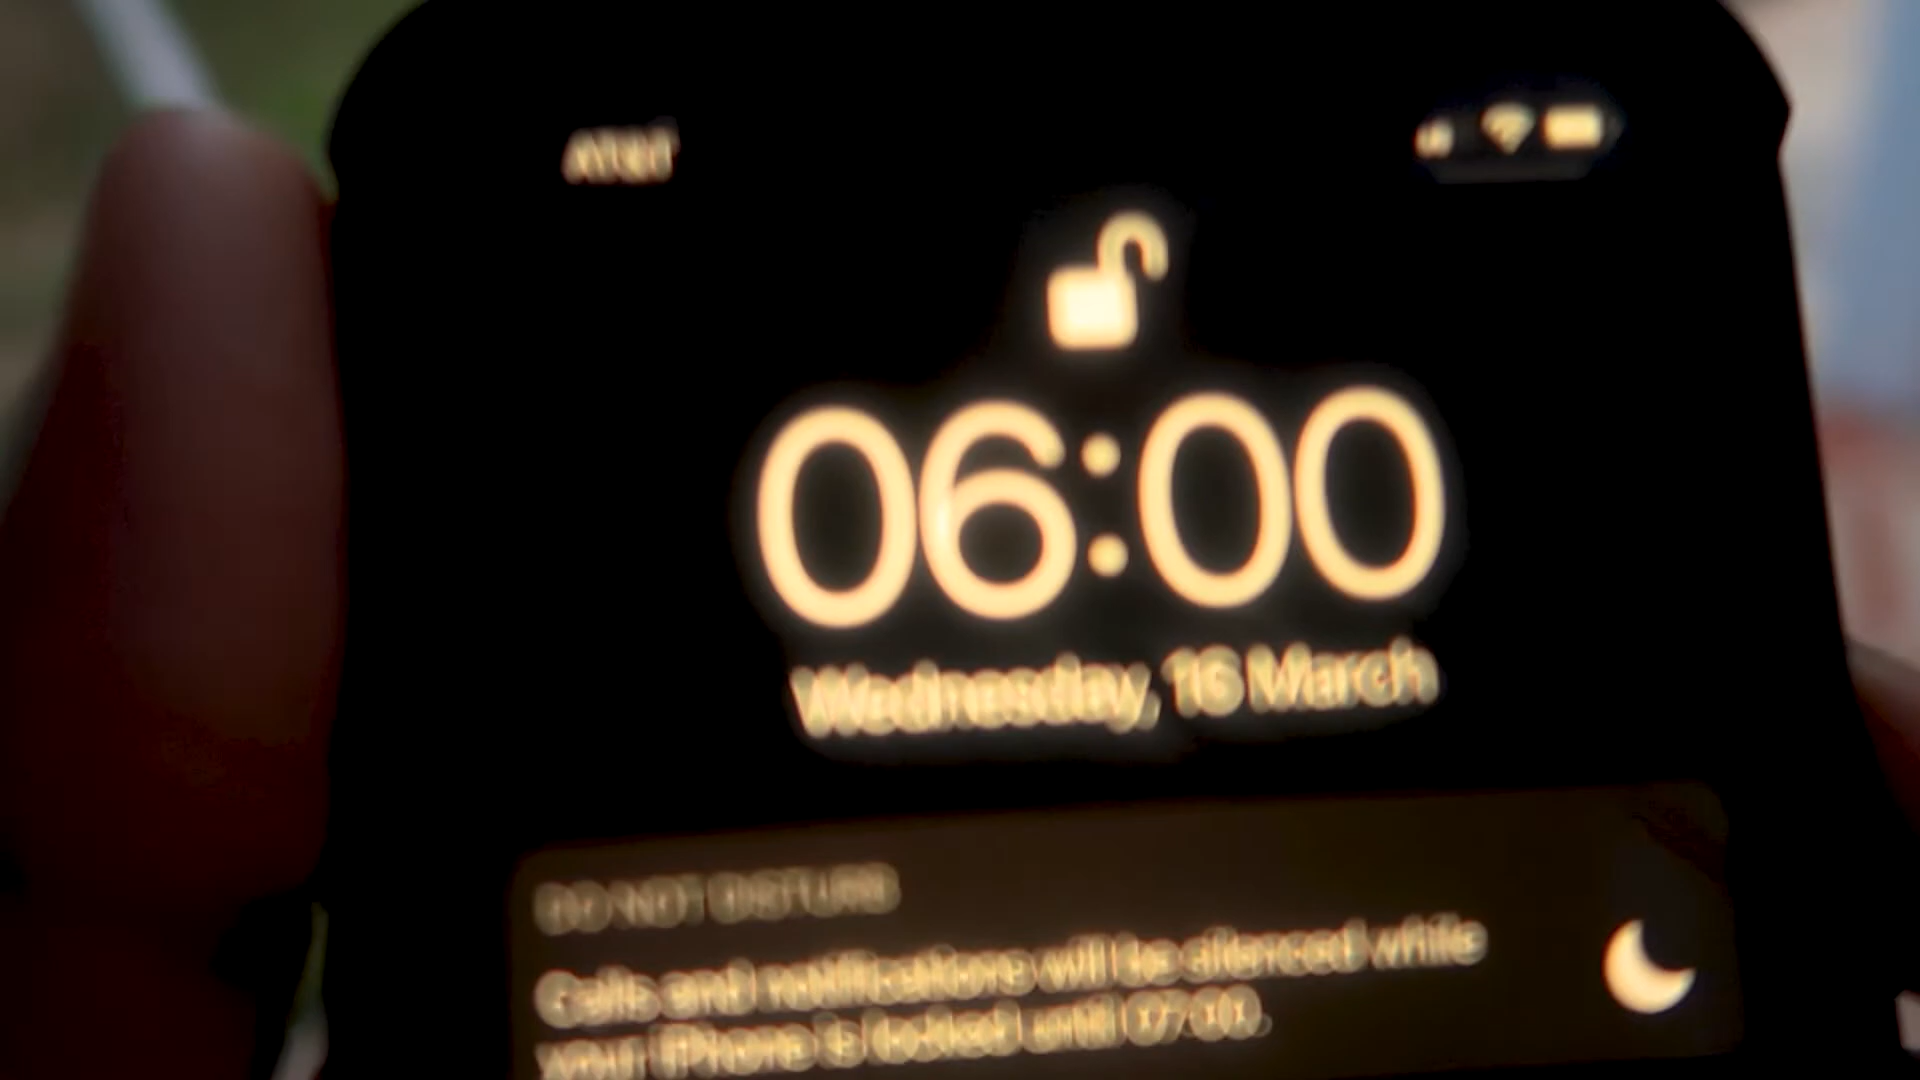 AT&T
06:00
Wednesday, 16 March
DO NOT DISTURB
Calls and notifications will be silenced while
your iPhone is locked until 07:00.